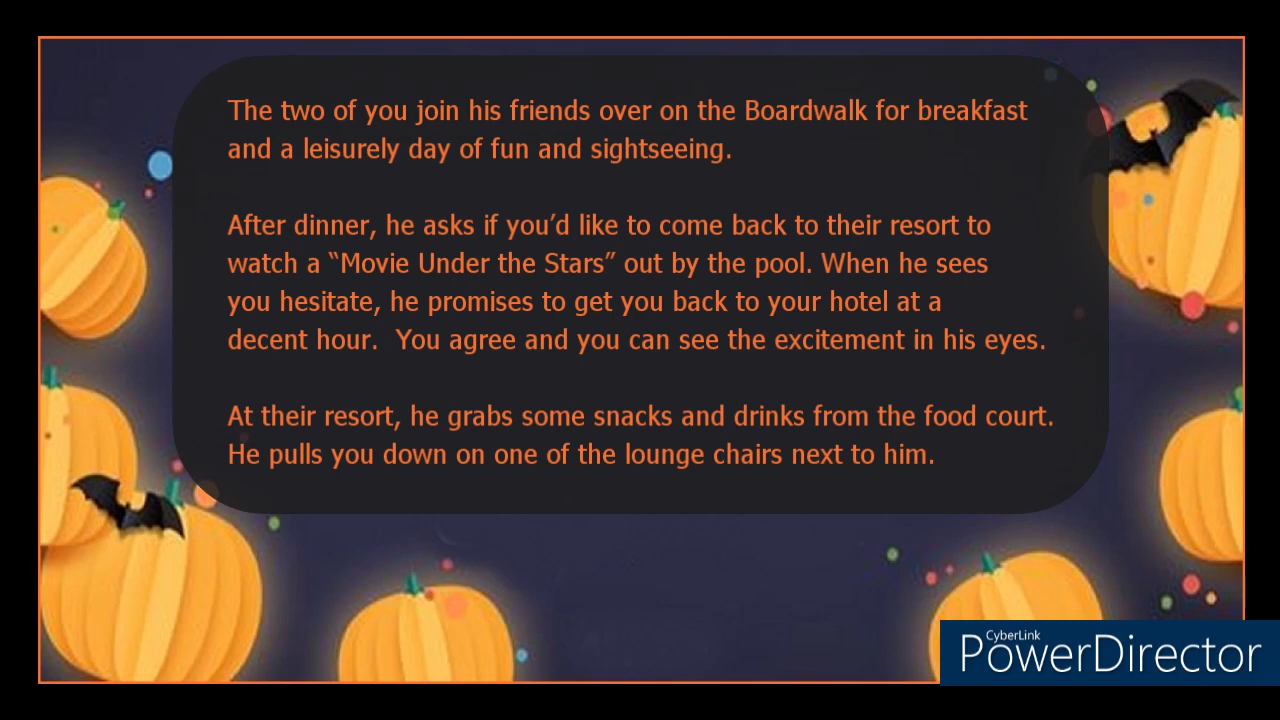 The two of you join his friends over on the Boardwalk for breakfast
and a leisurely day of fun and sightseeing.
After dinner, he asks if you’d like to come back to their resort to
watch a “Movie Under the Stars” out by the pool. When he sees
you hesitate, he promises to get you back to your hotel at a
decent hour.  You agree and you can see the excitement in his eyes.
At their resort, he grabs some snacks and drinks from the food court.
He pulls you down on one of the lounge chairs next to him.
CyberLink
PowerDirector